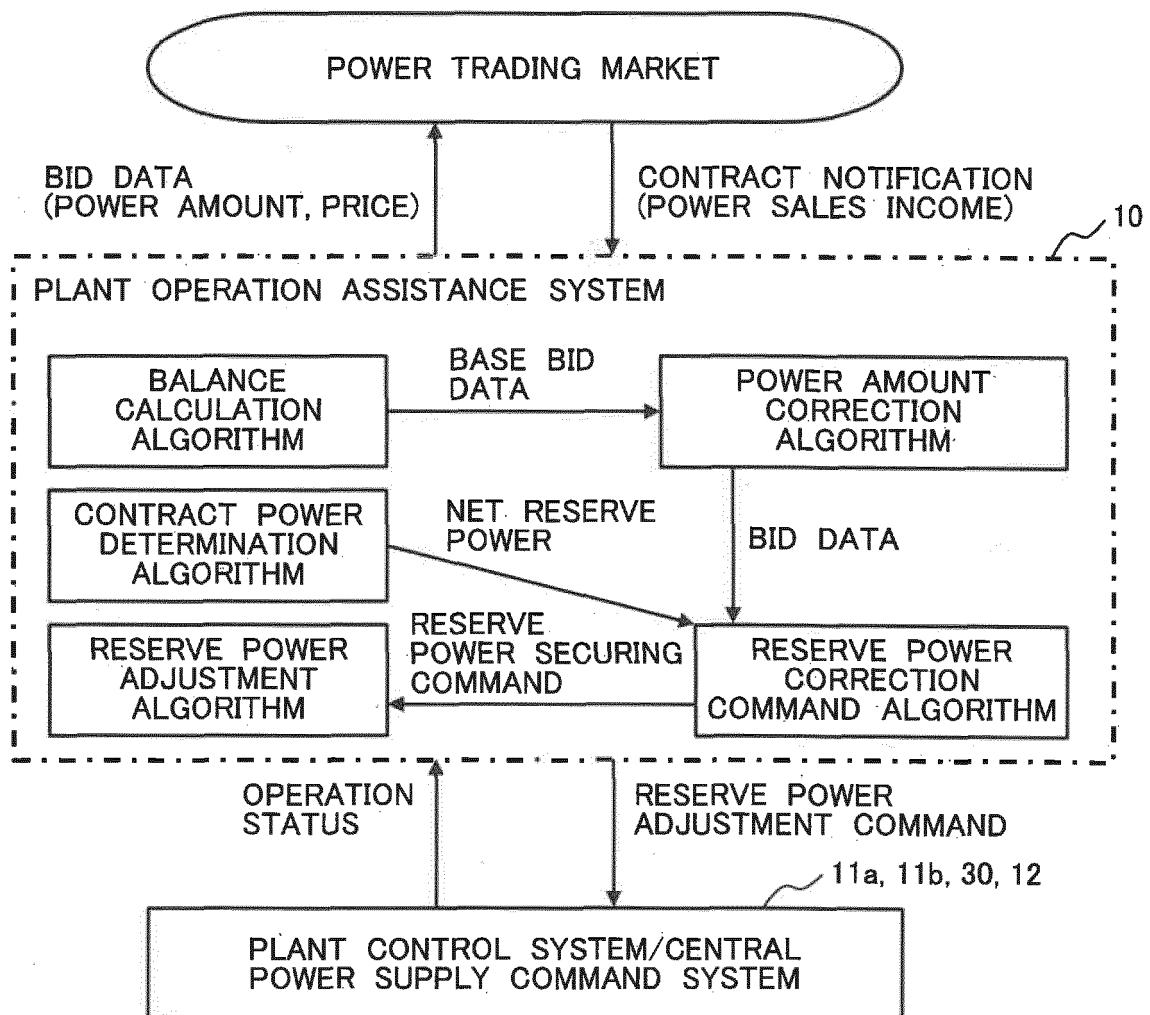 POWER TRADING MARKET
BID DATA
(POWER AMOUNT, PRICE)
CONTRACT NOTIFICATION
(POWER SALES INCOME)
10
PLANT OPERATION ASSISTANCE SYSTEM
BALANCE
CALCULATION
ALGORITHM
BASE BID
DATA
POWER AMOUNT
CORRECTION
ALGORITHM
CONTRACT POWER
DETERMINATION
ALGORITHM
NET RESERVE
POWER
BID DATA
RESERVE POWER
ADJUSTMENT
ALGORITHM
RESERVE
POWER SECURING
COMMAND
RESERVE POWER
CORRECTION
COMMAND ALGORITHM
OPERATION
STATUS
RESERVE POWER
ADJUSTMENT COMMAND
11a, 11b, 30, 12
PLANT CONTROL SYSTEM/CENTRAL
POWER SUPPLY COMMAND SYSTEM